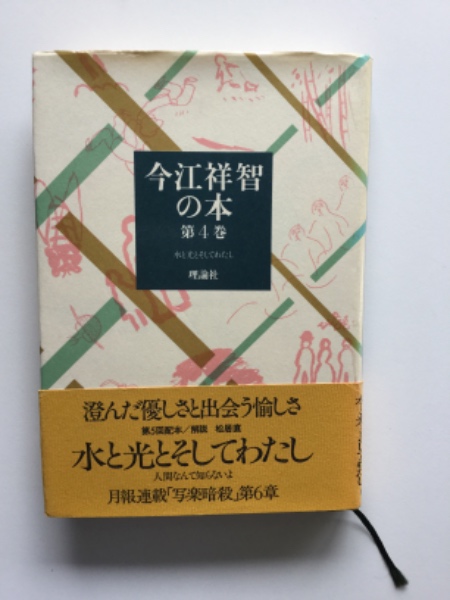 今江祥智
の本
第4巻
水と光とそしてわたし
理論社
澄んだ優しさと出会う愉しさ
第5回配本／解説 松居直
水と光とそしてわたし
人間なんて知らないよ
月報連載「写楽暗殺」第6章